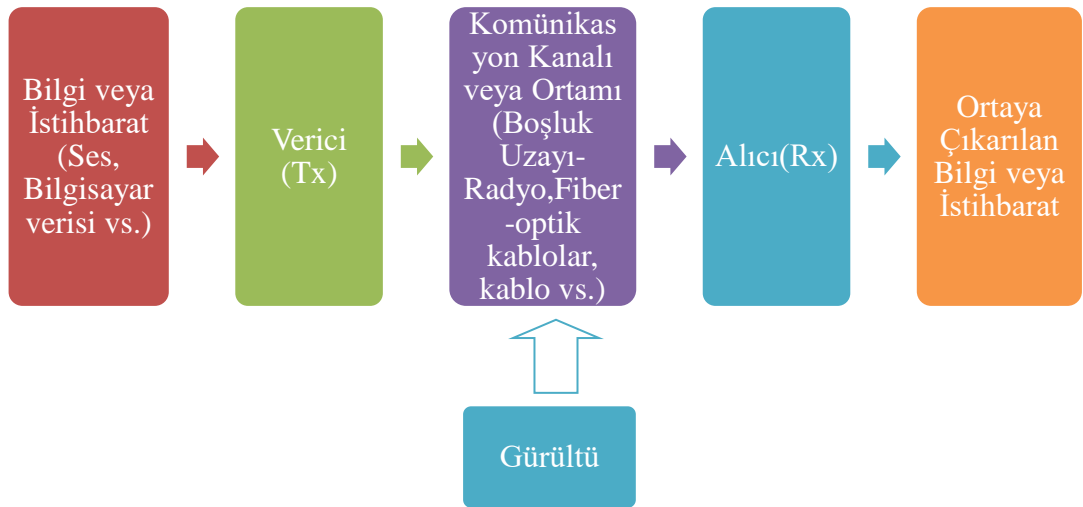 Bilgi veya
İstihbarat
(Ses,
Bilgisayar
verisi vs.)
Verici
(Tx)
Komünikas
yon Kanalı
veya Ortamı
(Boşluk
Uzayı-
Radyo,Fiber
-optik
kablolar,
kablo vs.)
Alıcı(Rx)
Ortaya
Çıkarılan
Bilgi veya
İstihbarat
Gürültü